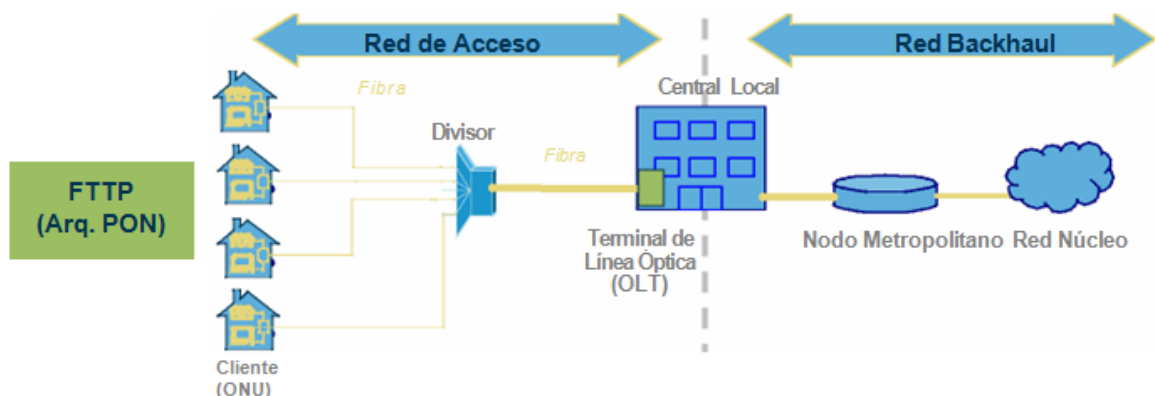 Red de Acceso
Red Backhaul
Fibra
Central Local
Divisor
Fibra
FTTP
(Arq. PON)
Terminal de
Línea Óptica
(OLT)
Nodo Metropolitano
Red Núcleo
Cliente
(ONU)